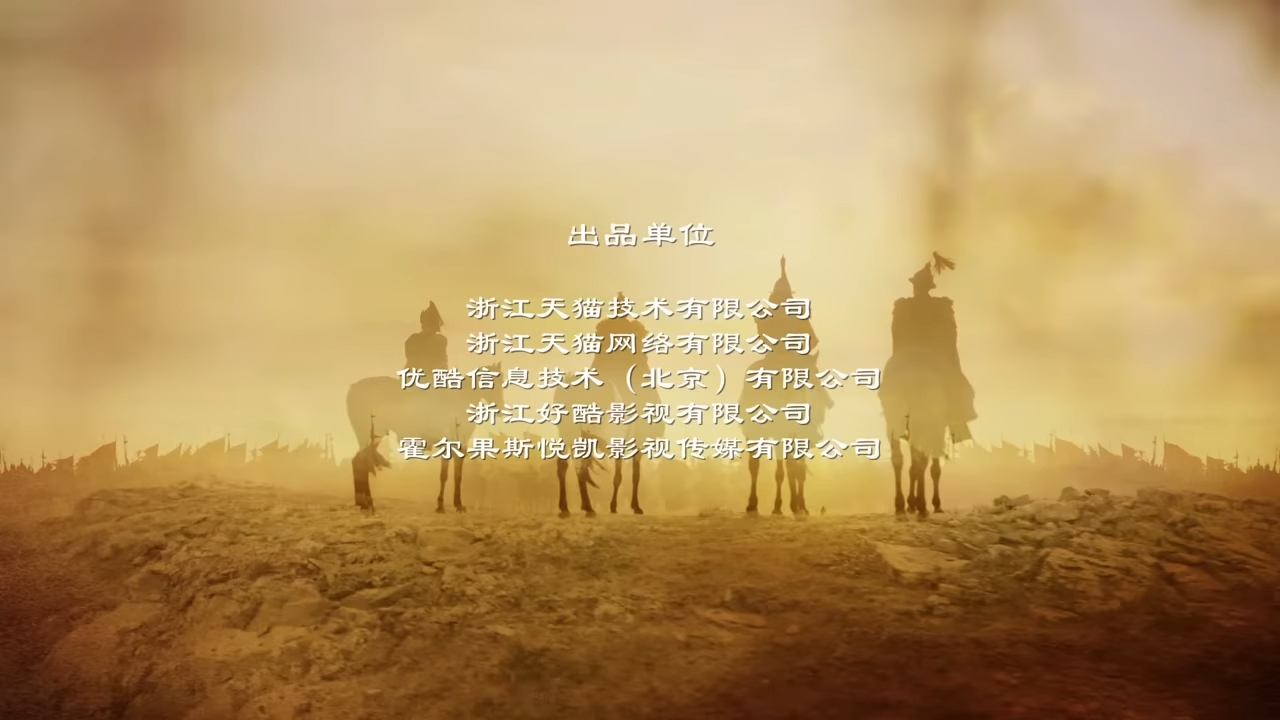 出品单位
浙江天猫技术有限公司
浙江天猫网络有限公司
优酷信息技术（北京）有限公司
浙江好酷影视有限公司
霍尔果斯悦凯影视传媒有限公司